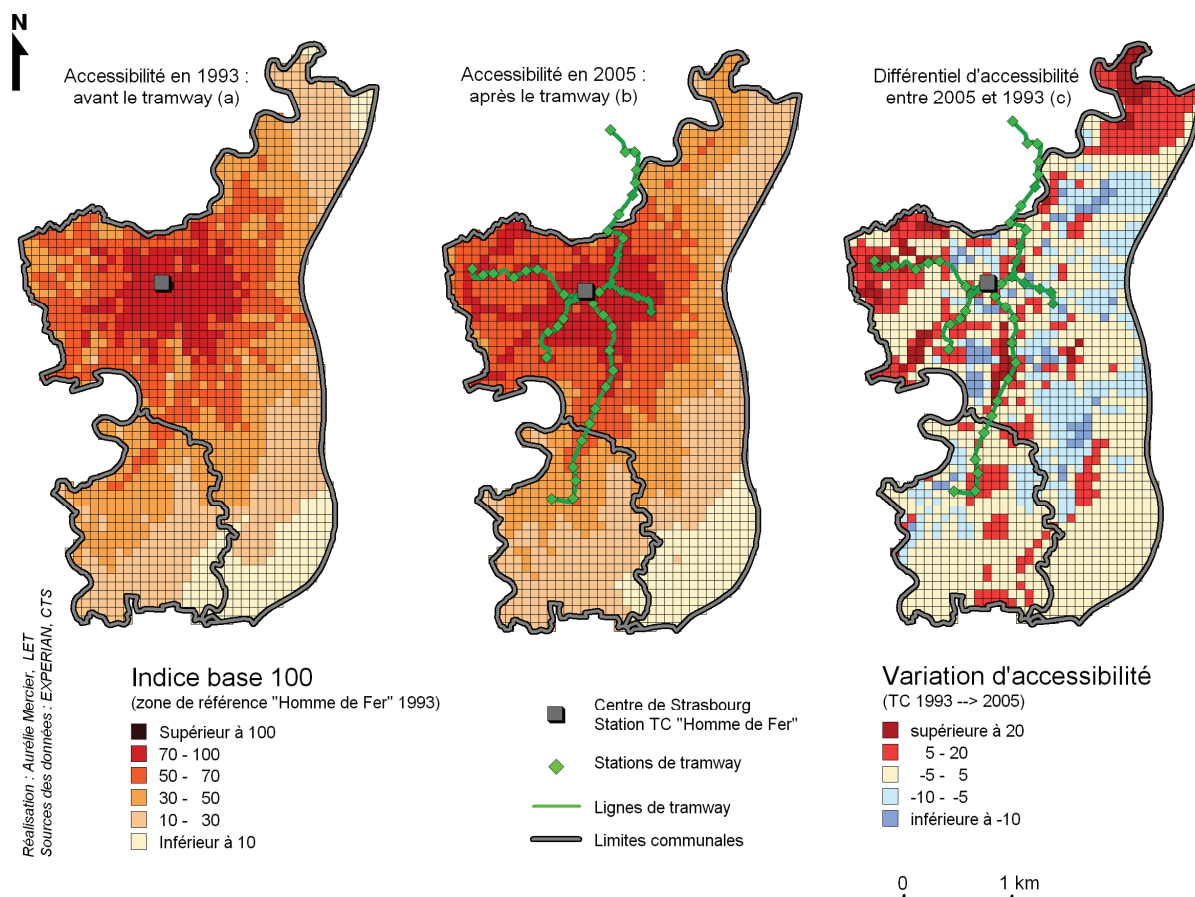 N
Accessibilité en 1993 :
avant le tramway (a)
Accessibilité en 2005 :
après le tramway (b)
Différentiel d'accessibilité
entre 2005 et 1993 (c)
Réalisation : Aurélie Mercier, LET
Sources des données : EXPERIAN, CTS
Indice base 100
(zone de référence "Homme de Fer" 1993)
Supérieur à 100
70 - 100
50 - 70
30 - 50
10 - 30
Inférieur à 10
Centre de Strasbourg
Station TC "Homme de Fer"
Stations de tramway
Lignes de tramway
Limites communales
Variation d'accessibilité
(TC 1993 --> 2005)
supérieure à 20
5 - 20
-5 - 5
-10 - -5
inférieure à -10
0 1 km